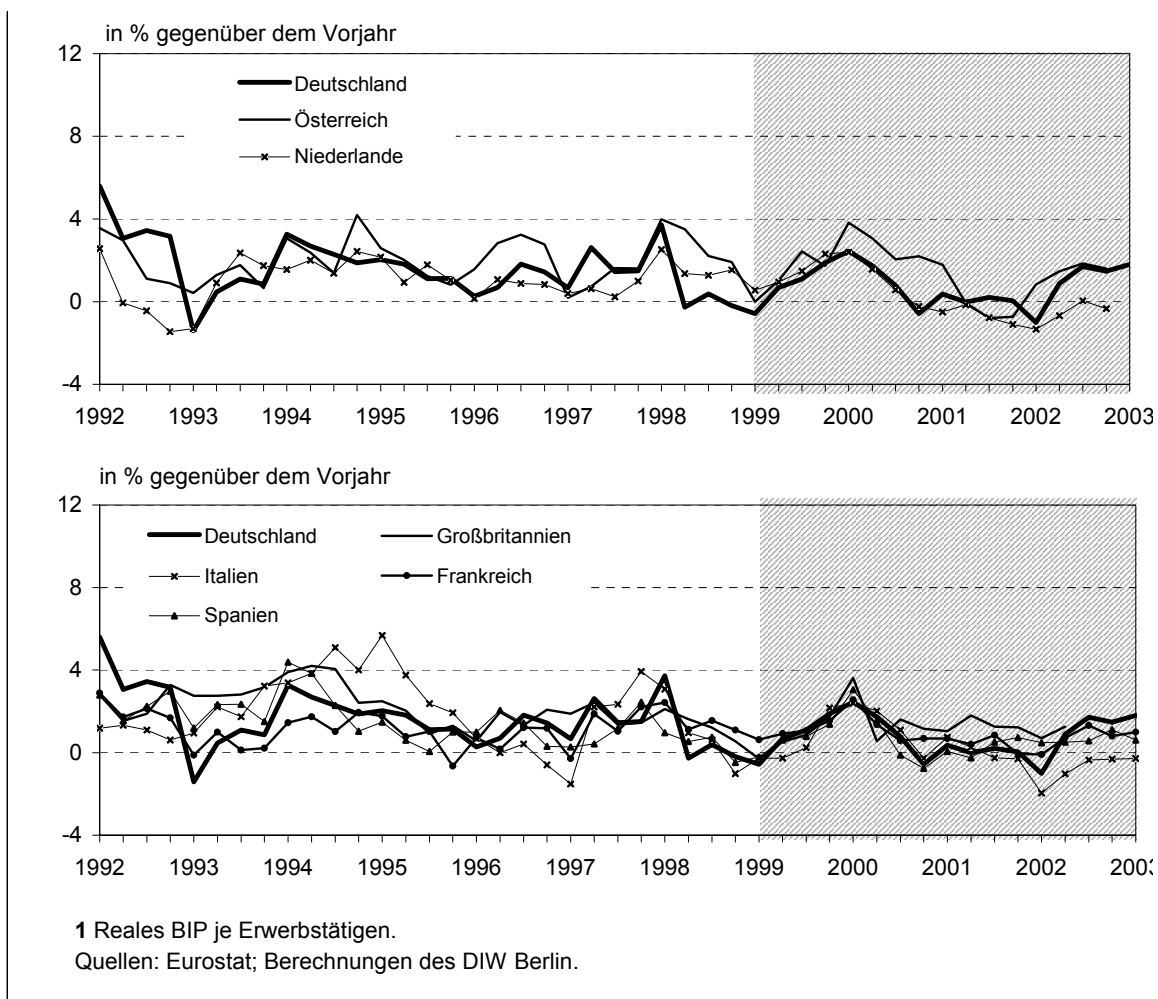 in % gegenüber dem Vorjahr
12
Deutschland
Österreich
8
Niederlande
4
0
-4
1992 1993 1994 1995 1996 1997 1998 1999 2000 2001 2002 2003
in % gegenüber dem Vorjahr
12
Deutschland Großbritannien
Italien Frankreich
8
Spanien
4
0
-4
1992 1993 1994 1995 1996 1997 1998 1999 2000 2001 2002 2003
1 Reales BIP je Erwerbstätigen.
Quellen: Eurostat; Berechnungen des DIW Berlin.